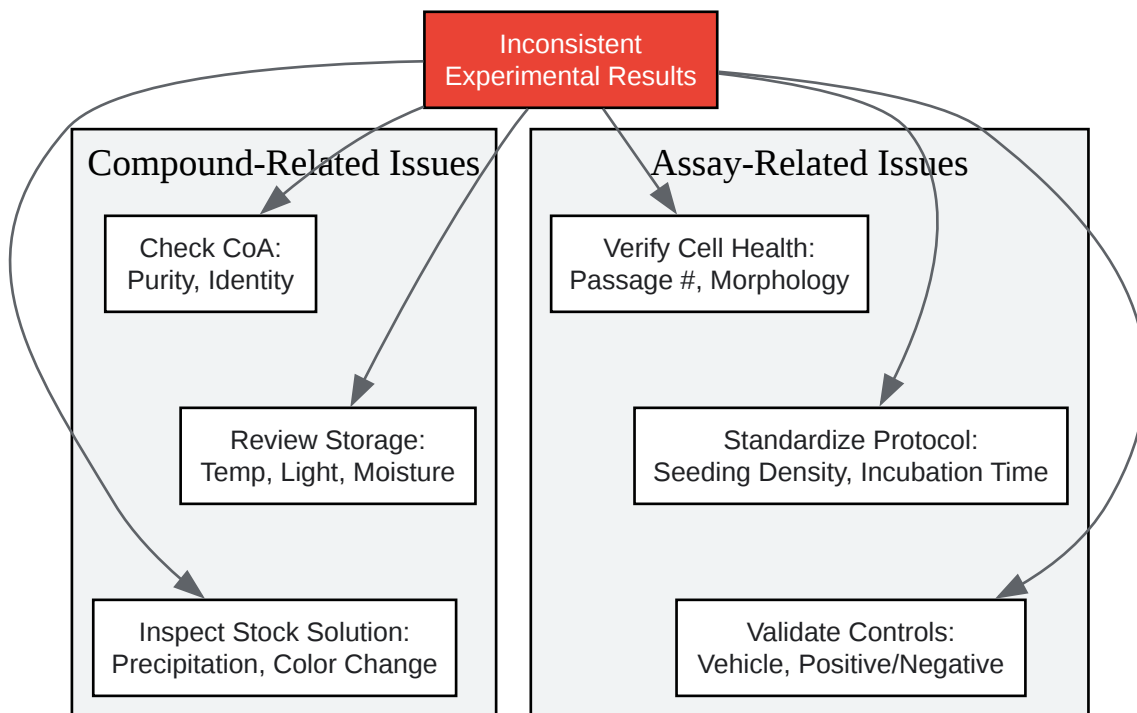 Inconsistent
Experimental Results
Compound-Related Issues
Check CoA:
Purity, Identity
Review Storage:
Temp, Light, Moisture
Inspect Stock Solution:
Precipitation, Color Change
Assay-Related Issues
Verify Cell Health:
Passage #, Morphology
Standardize Protocol:
Seeding Density, Incubation Time
Validate Controls:
Vehicle, Positive/Negative